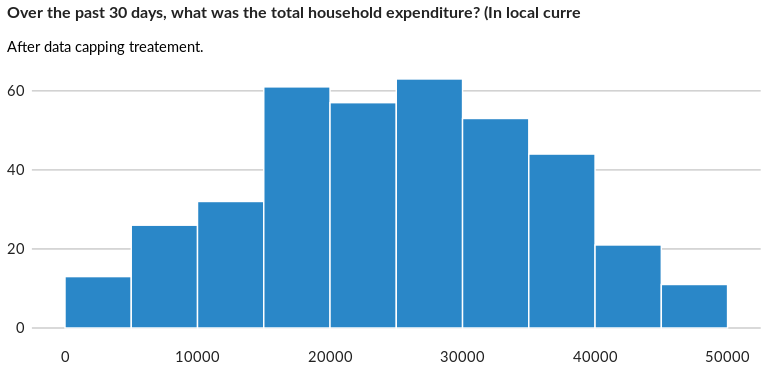 Over the past 30 days, what was the total household expenditure? (In local curre
After data capping treatement.
60
40
20
0
0 10000 20000 30000 40000 50000